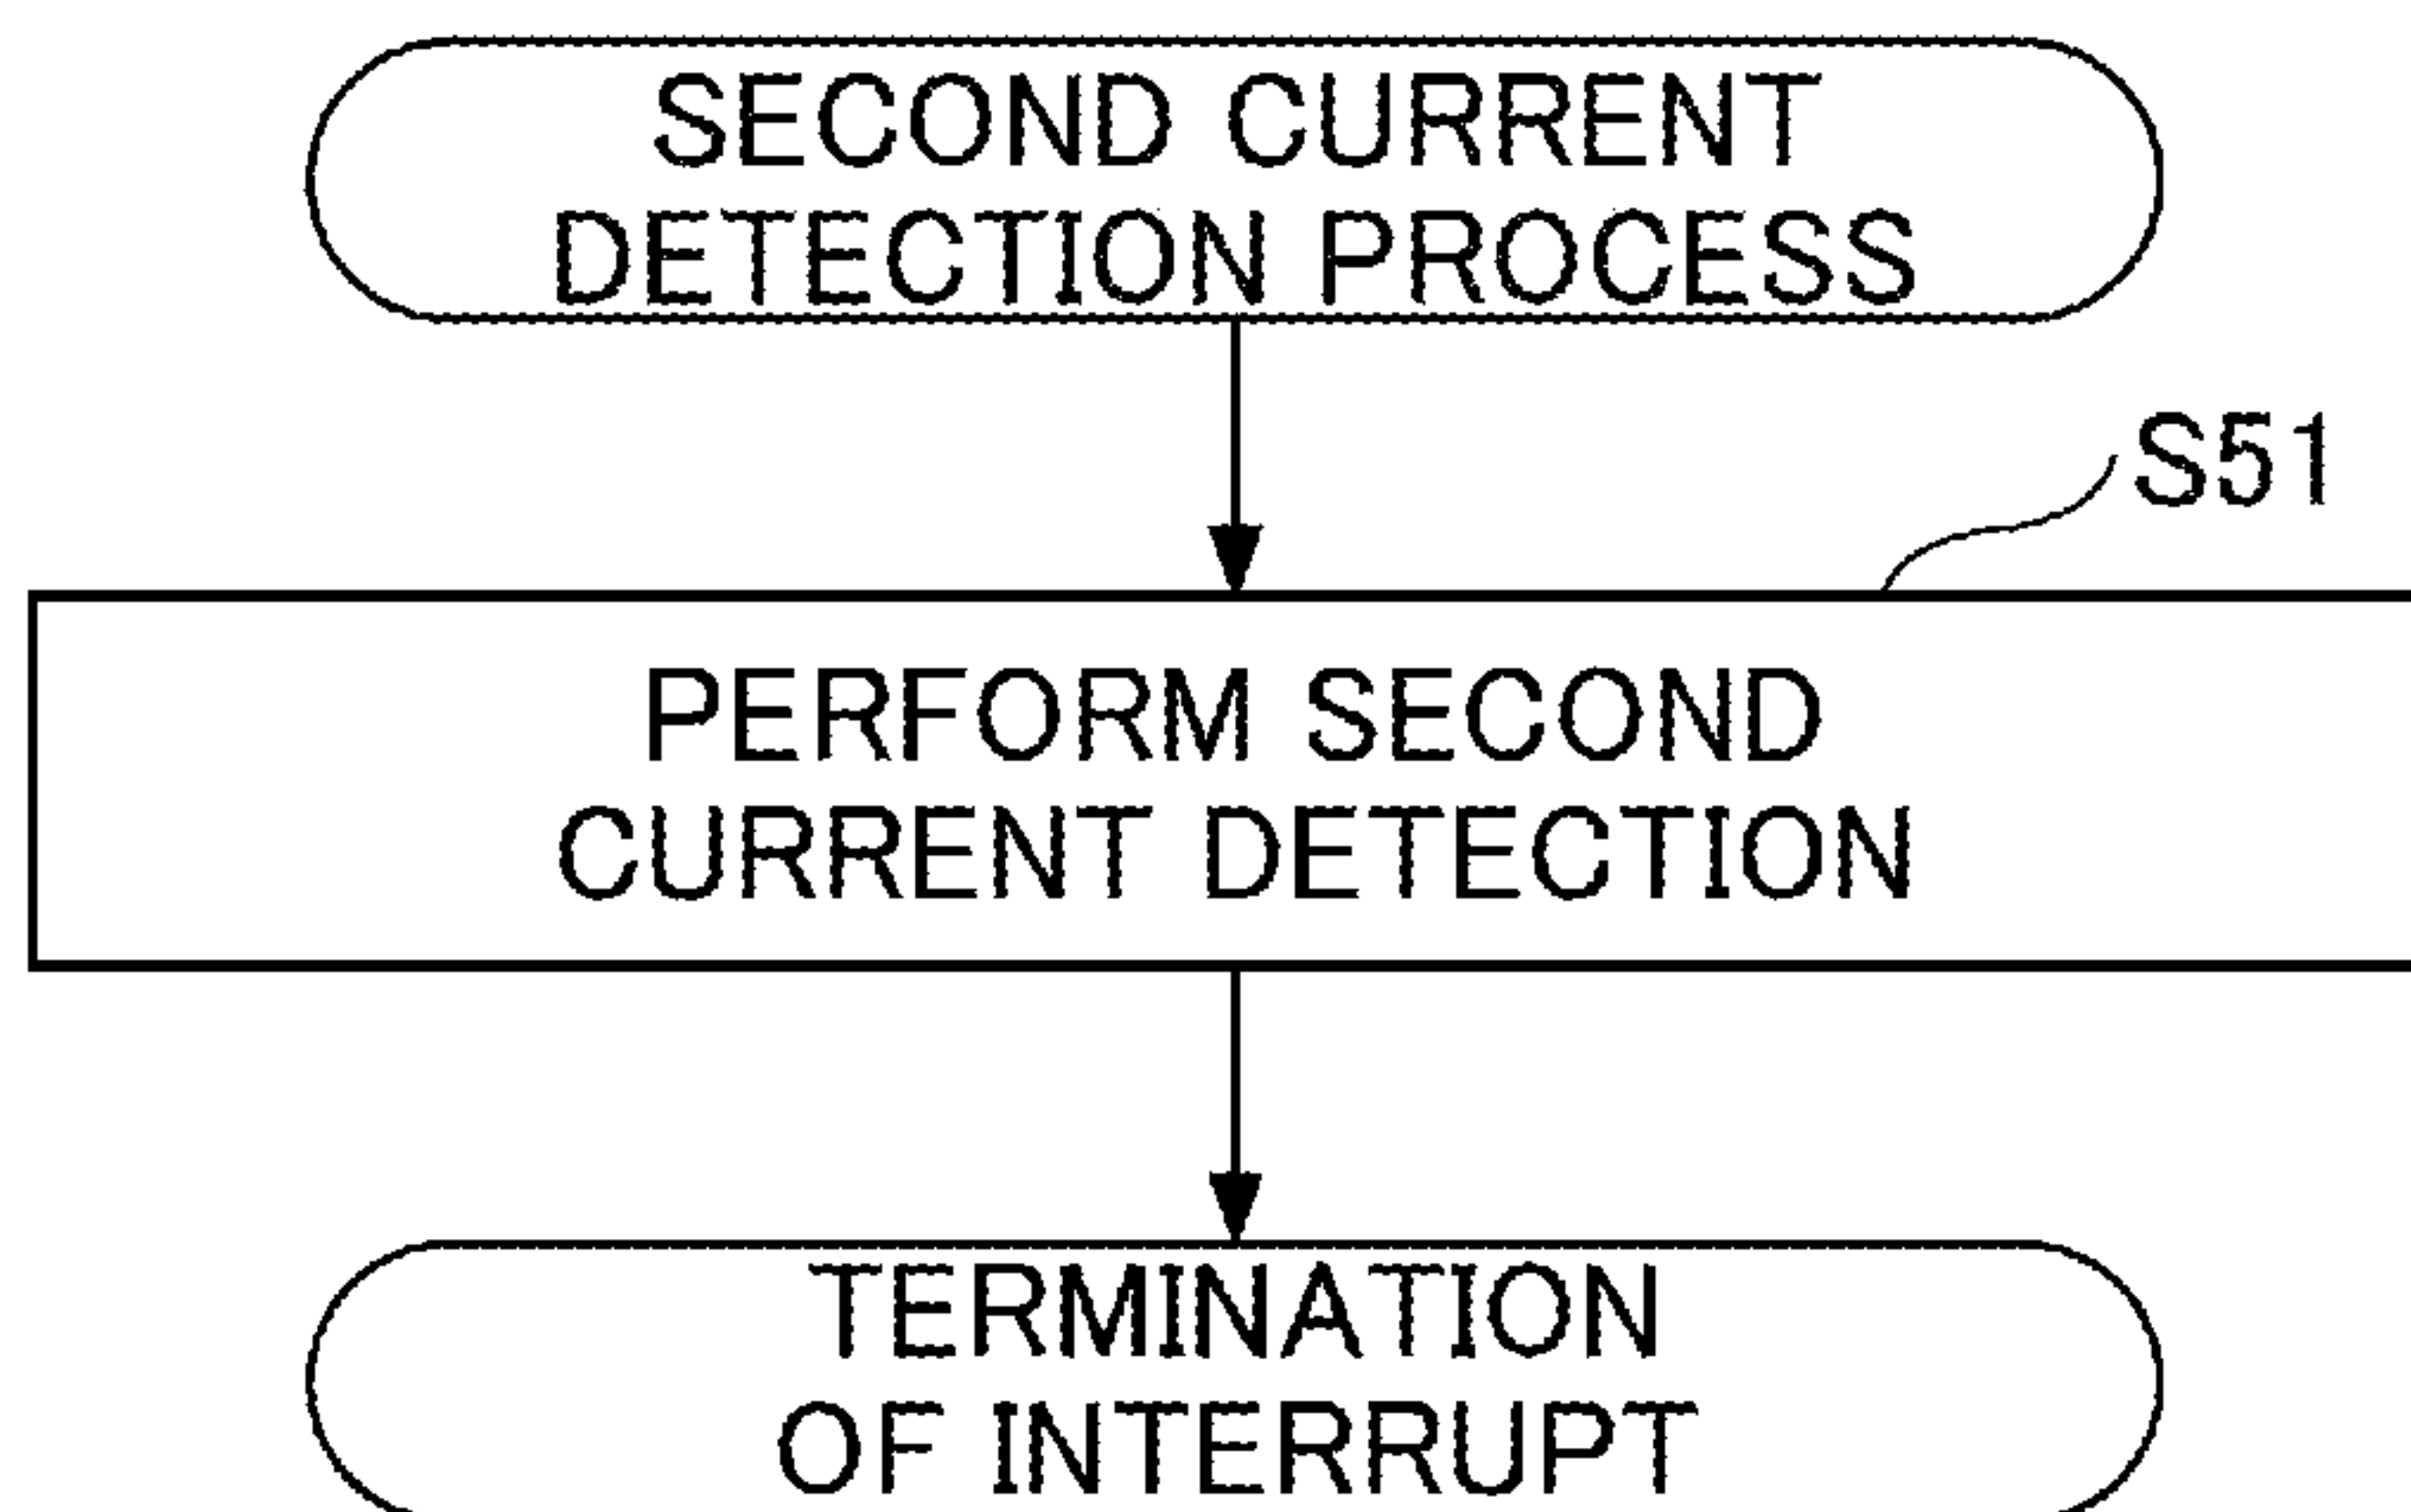 SECOND CURRENT
DETECTION PROCESS
S51
PERFORM SECOND
CURRENT DETECTION
TERMINATION
OF INTERRUPT